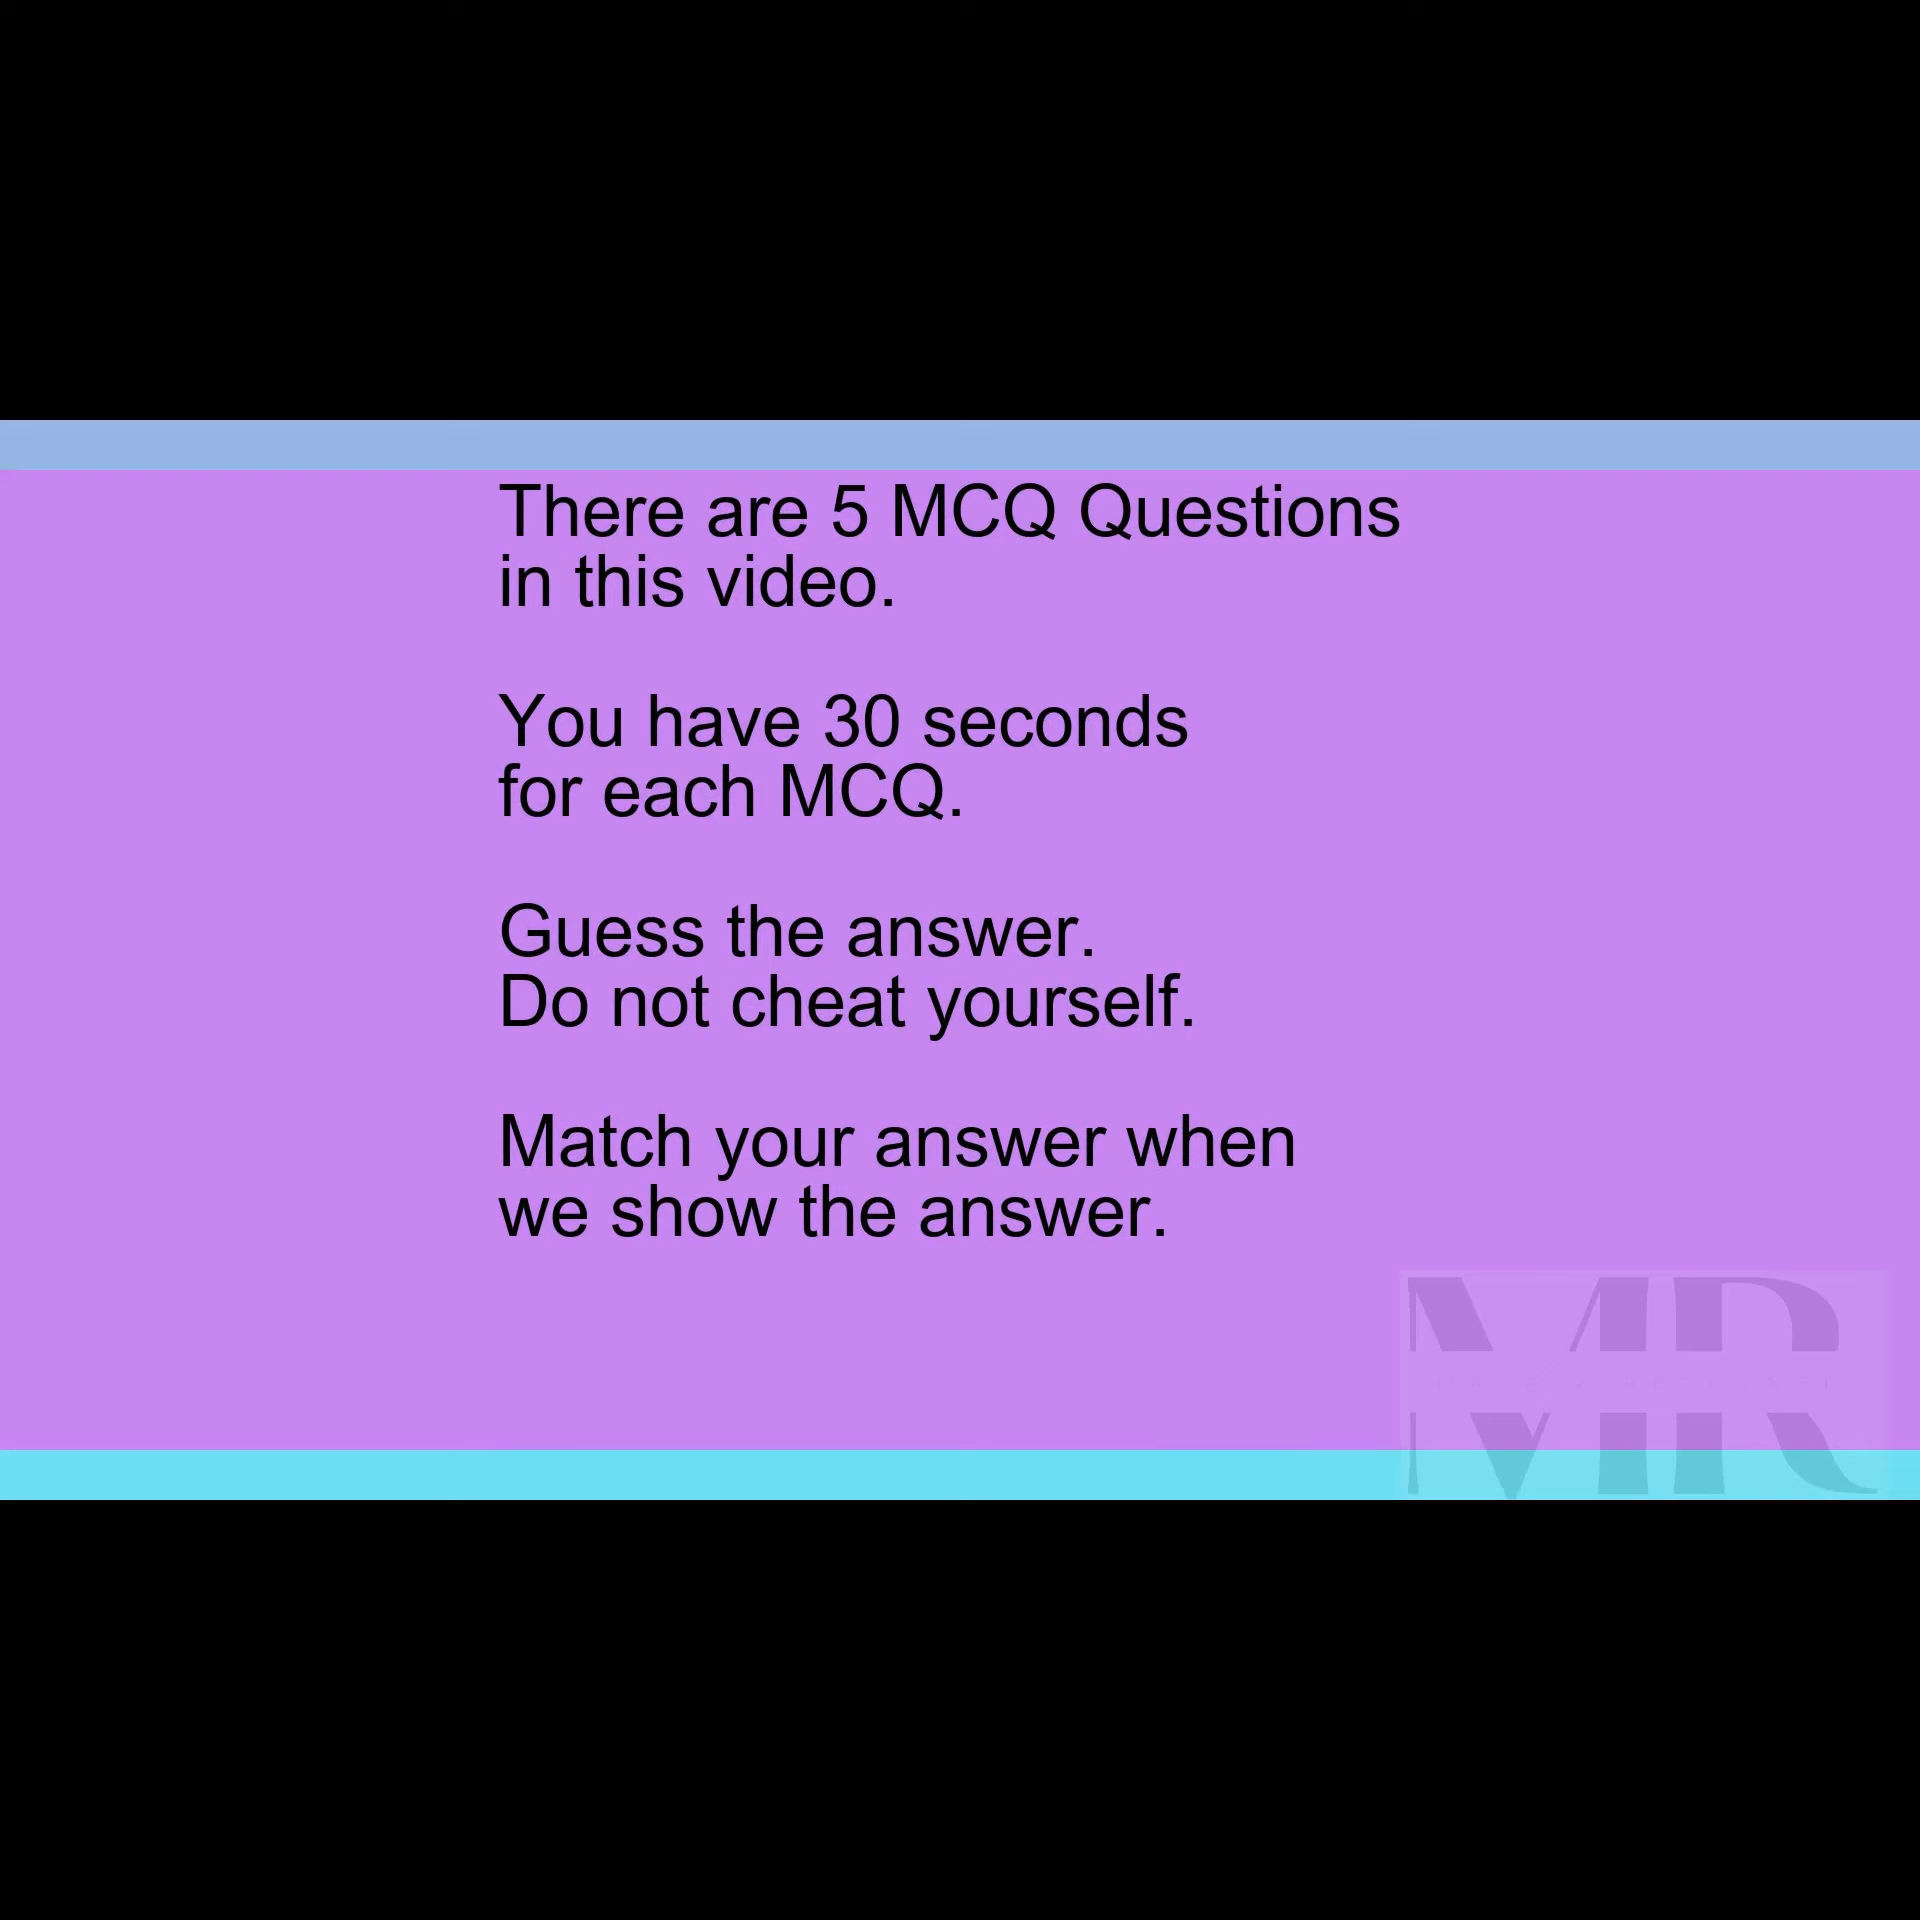 There are 5 MCQ Questions
in this video.
You have 30 seconds
for each MCQ.
Guess the answer.
Do not cheat yourself.
Match your answer when
we show the answer.
MR